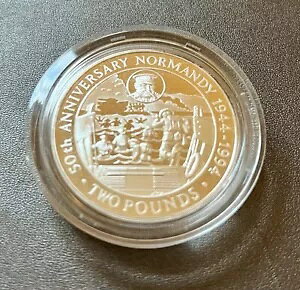 50th ANNIVERSARY NORMANDY 1944-1994
• TWO POUNDS •